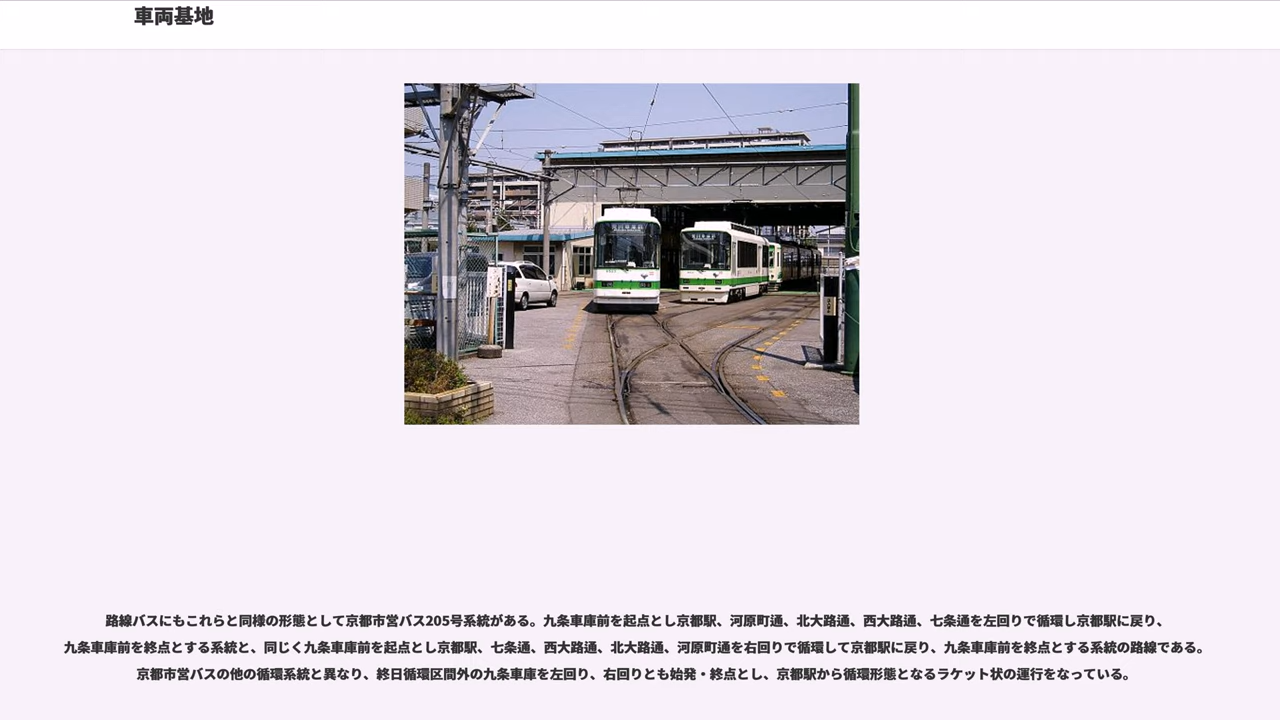 車両基地
路線バスにもこれらと同様の形態として京都市営バス205号系統がある。九条車庫前を起点とし京都駅、河原町通、北大路通、西大路通、七条通を左回りで循環し京都駅に戻り、
九条車庫前を終点とする系統と、同じく九条車庫前を起点とし京都駅、七条通、西大路通、北大路通、河原町通を右回りで循環して京都駅に戻り、九条車庫前を終点とする系統の路線である。
京都市営バスの他の循環系統と異なり、終日循環区間外の九条車庫を左回り、右回りとも始発・終点とし、京都駅から循環形態となるラケット状の運行をなっている。